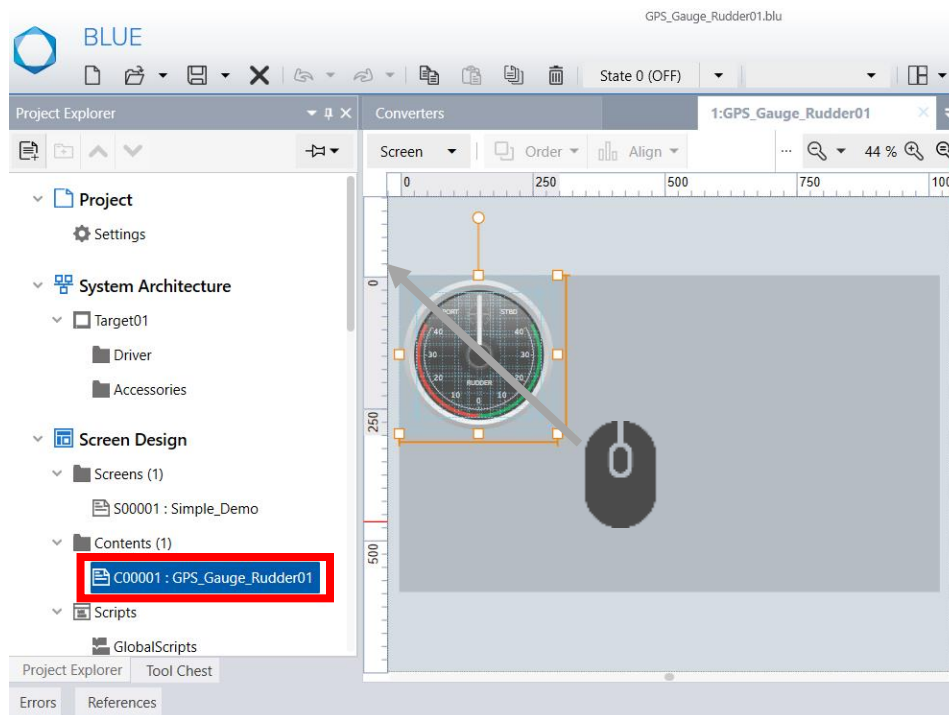 GPS_Gauge_Rudder01.blu
BLUE
State 0 (OFF)
Project Explorer
Converters
1:GPS_Gauge_Rudder01
Screen
Order
Align
...
44 %
0 250 500 750 100
Project
Settings
System Architecture
Target01
Driver
Accessories
Screen Design
Screens (1)
S00001 : Simple_Demo
Contents (1)
C00001 : GPS_Gauge_Rudder01
Scripts
GlobalScripts
0
250
500
PORT STBD
40 40
30 30
20 20
RUDDER
10 0 10
Project Explorer
Tool Chest
Errors
References